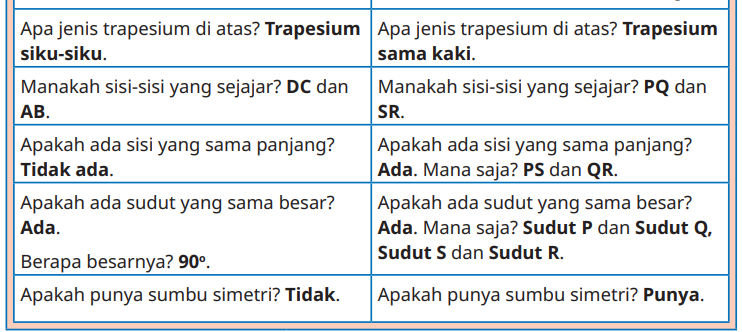 Apa jenis trapesium di atas? Trapesium
siku-siku.
Apa jenis trapesium di atas? Trapesium
sama kaki.
Manakah sisi-sisi yang sejajar? DC dan
AB.
Manakah sisi-sisi yang sejajar? PQ dan
SR.
Apakah ada sisi yang sama panjang?
Tidak ada.
Apakah ada sisi yang sama panjang?
Ada. Mana saja? PS dan QR.
Apakah ada sudut yang sama besar?
Ada.
Berapa besarnya? 90º.
Apakah ada sudut yang sama besar?
Ada. Mana saja? Sudut P dan Sudut Q,
Sudut S dan Sudut R.
Apakah punya sumbu simetri? Tidak.
Apakah punya sumbu simetri? Punya.